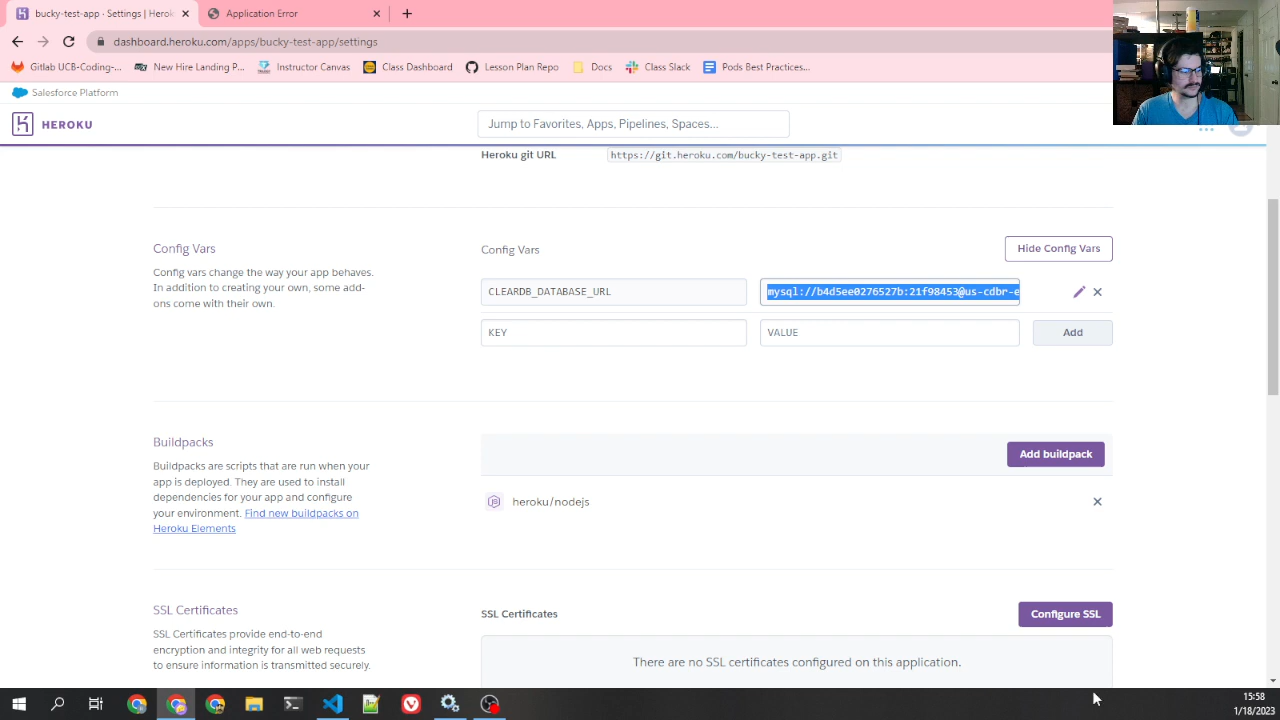 bucky-test-app · Settings | Herok
Application Error
dashboard.heroku.com/apps/bucky-test-app/settings
Gitlab UCB-Coding-...
New Hire Landing P...
Instructor Canvas
Class Dashboard
Lesson Plan Repo
Docs
Class Slack
Pods Best Practices...
Salesforce Platform
HEROKU
Jump to Favorites, Apps, Pipelines, Spaces...
Heroku git URL
https://git.heroku.com/bucky-test-app.git
Config Vars
Config vars change the way your app behaves.
In addition to creating your own, some add-
ons come with their own.
Config Vars
Hide Config Vars
CLEARDB_DATABASE_URL
mysql://b4d5ee0276527b:21f98453@us-cdbr-e
KEY
VALUE
Add
Buildpacks
Buildpacks are scripts that are run when your
app is deployed. They are used to install
dependencies for your app and configure
your environment. Find new buildpacks on
Heroku Elements
Add buildpack
heroku/nodejs
SSL Certificates
SSL Certificates provide end-to-end
encryption and integrity for all web requests
to ensure information is transmitted securely.
SSL Certificates
Configure SSL
There are no SSL certificates configured on this application.
15:58
1/18/2023